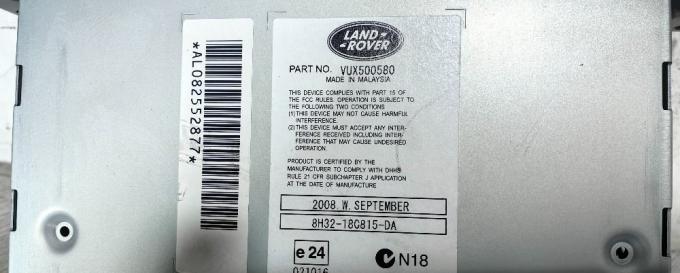 *AL082552877*
LAND
ROVER
PART NO. VUX500580
MADE IN MALAYSIA
THIS DEVICE COMPLIES WITH PART 15 OF
THE FCC RULES. OPERATION IS SUBJECT TO
THE FOLLOWING TWO CONDITIONS
(1)THIS DEVICE MAY NOT CAUSE HARMFUL
INTERFERENCE.
(2)THIS DEVICE MUST ACCEPT ANY INTER-
FERENCE RECEIVED INCLUDING INTER-
FERENCE THAT MAY CAUSE UNDESIRED
OPERATION.
PRODUCT IS CERTIFIED BY THE
MANUFACTURER TO COMPLY WITH DHHS
RULE 21 CFR SUBCHAPTER J APPLICATION
AT THE DATE OF MANUFACTURE
2008. W. SEPTEMBER
8H32-18C815-DA
e24 N18
021016